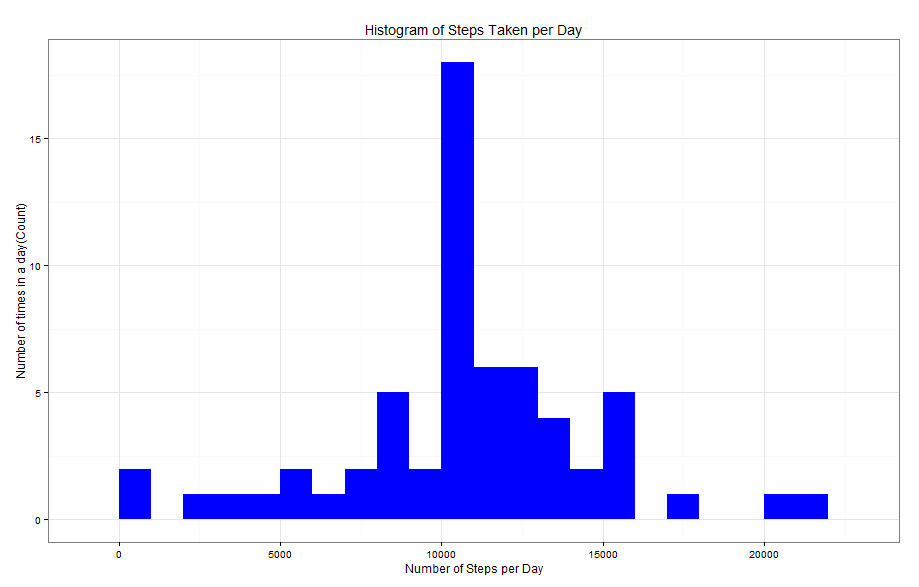 Histogram of Steps Taken per Day
Number of times in a day(Count)
15
10
5
0
0 5000 10000 15000 20000
Number of Steps per Day